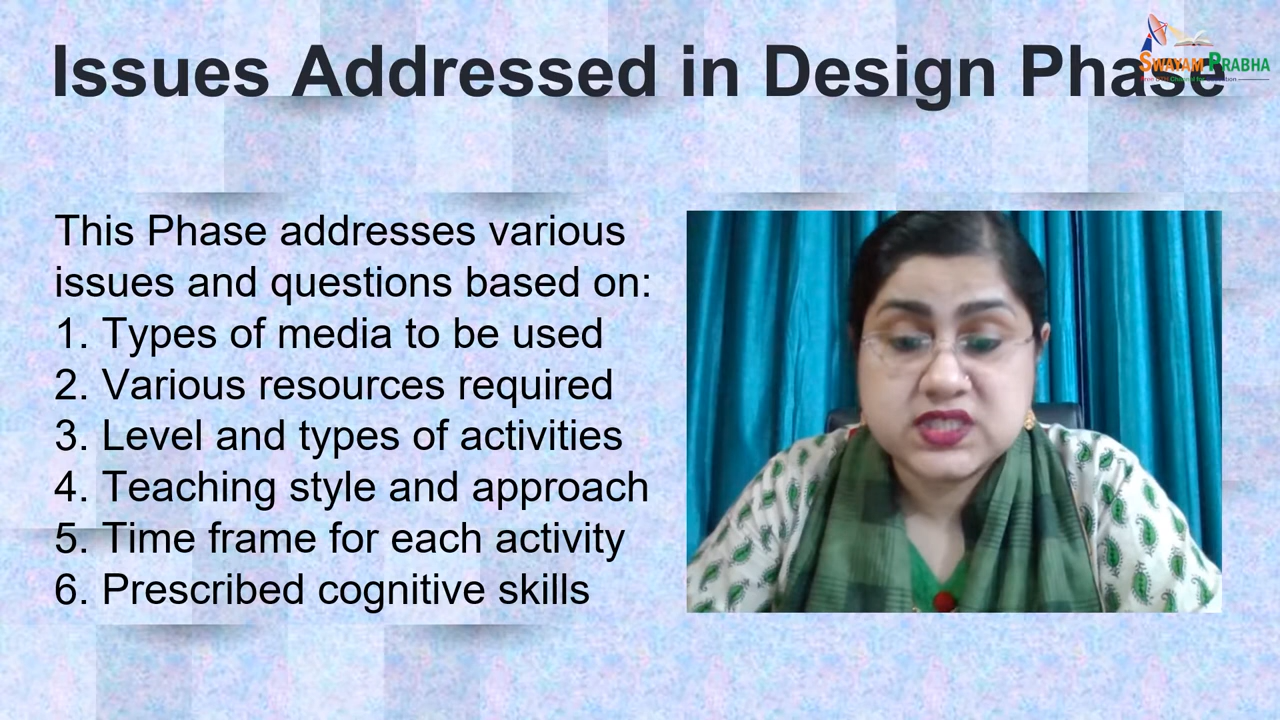 Issues Addressed in Design Phase
SWAYAM PRABHA
This Phase addresses various
issues and questions based on:
1. Types of media to be used
2. Various resources required
3. Level and types of activities
4. Teaching style and approach
5. Time frame for each activity
6. Prescribed cognitive skills